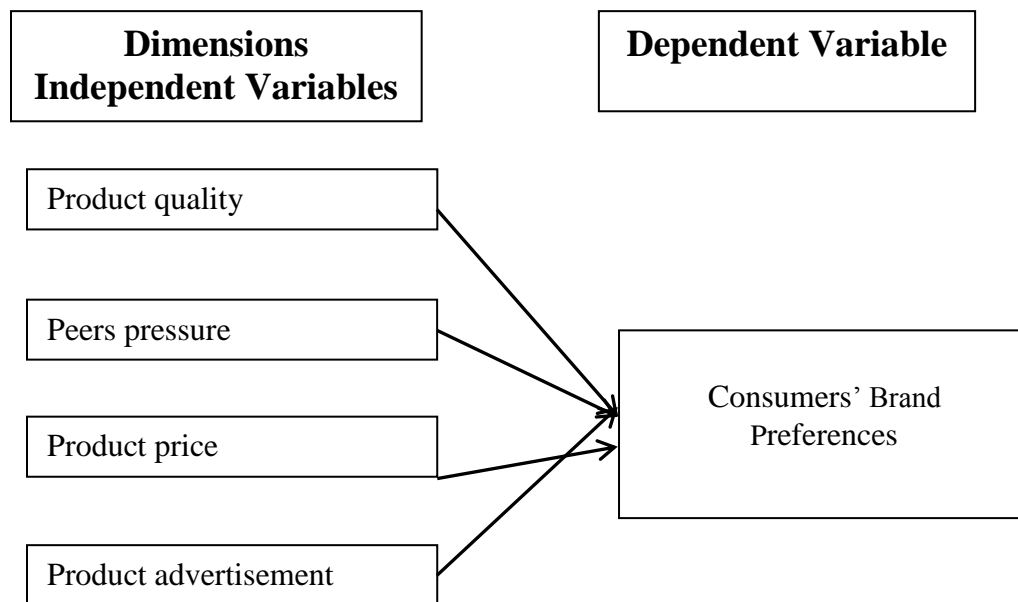 Dimensions
Independent Variables
Dependent Variable
Product quality
Peers pressure
Product price
Product advertisement
Consumers’ Brand
Preferences